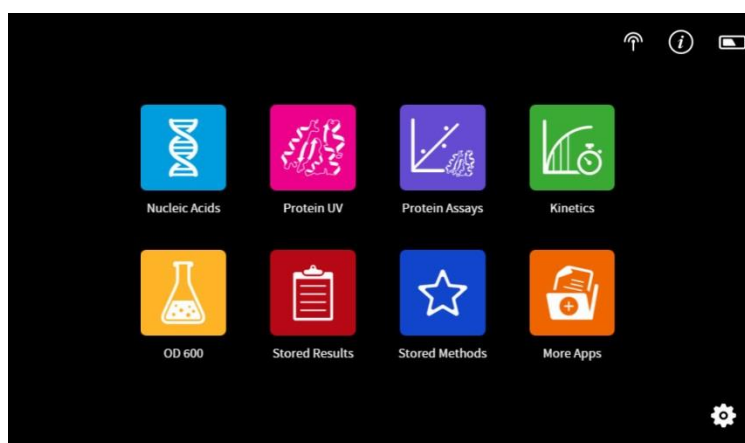 Nucleic Acids
Protein UV
Protein Assays
Kinetics
OD 600
Stored Results
Stored Methods
More Apps